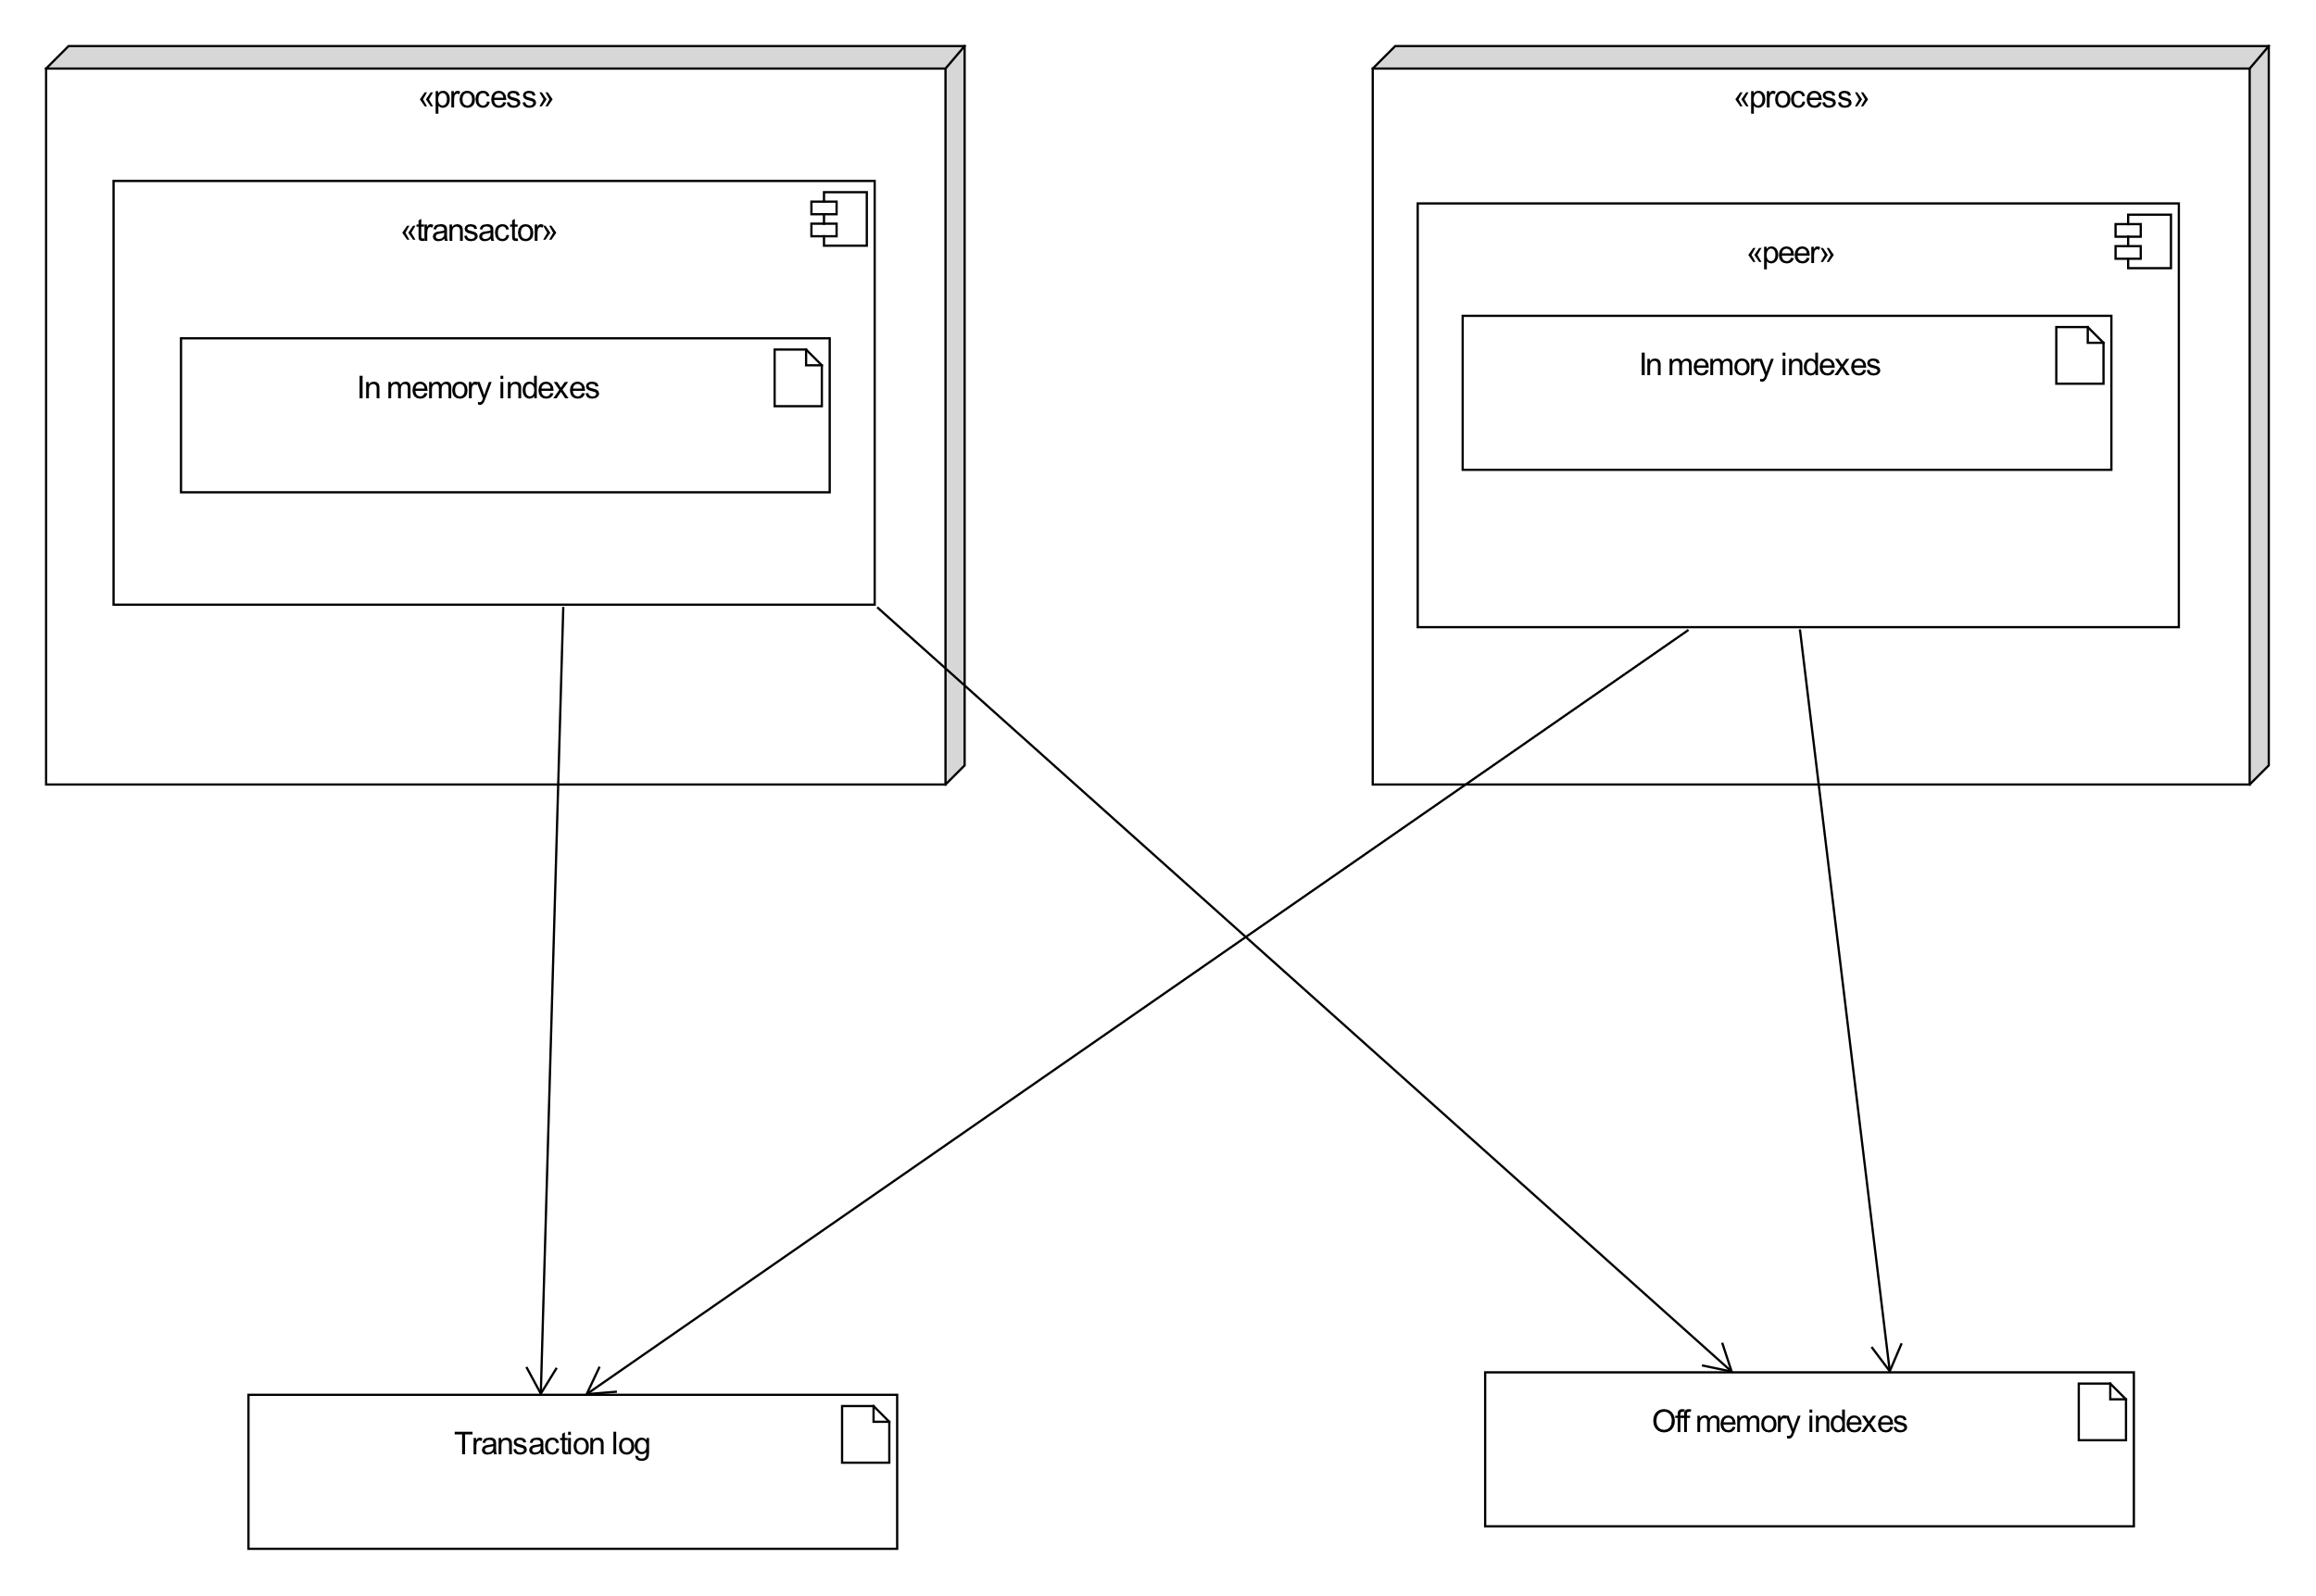 «process»
«transactor»
In memory indexes
«process»
«peer»
In memory indexes
Transaction log
Off memory indexes